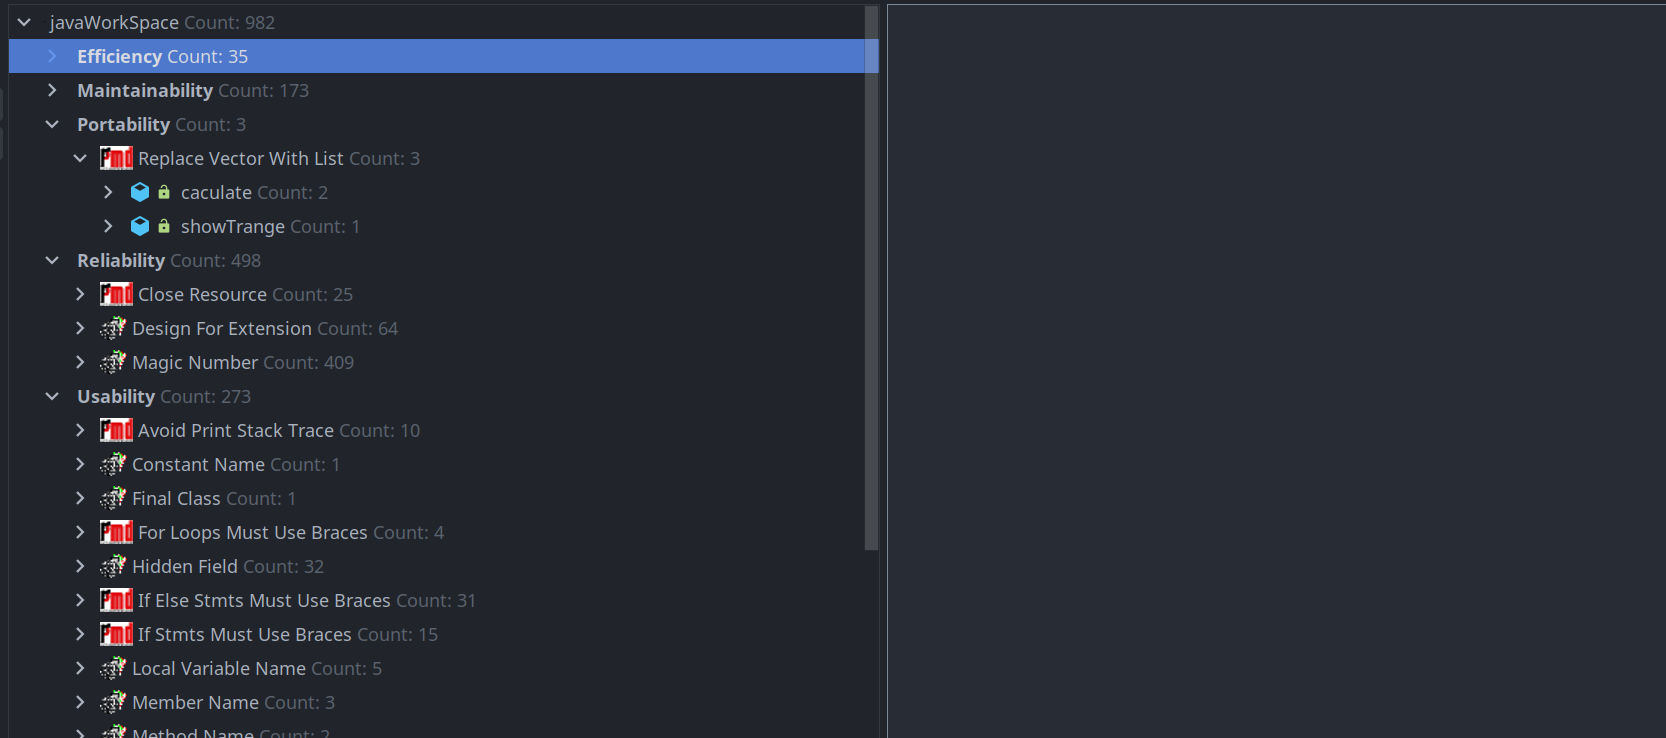 javaWorkSpace Count: 982
Efficiency Count: 35
Maintainability Count: 173
Portability Count: 3
Pmd Replace Vector With List Count: 3
caculate Count: 2
showTrange Count: 1
Reliability Count: 498
Pmd Close Resource Count: 25
Design For Extension Count: 64
Magic Number Count: 409
Usability Count: 273
Pmd Avoid Print Stack Trace Count: 10
Constant Name Count: 1
Final Class Count: 1
Pmd For Loops Must Use Braces Count: 4
Hidden Field Count: 32
Pmd If Else Stmts Must Use Braces Count: 31
Pmd If Stmts Must Use Braces Count: 15
Local Variable Name Count: 5
Member Name Count: 3
Method Name Count: 2